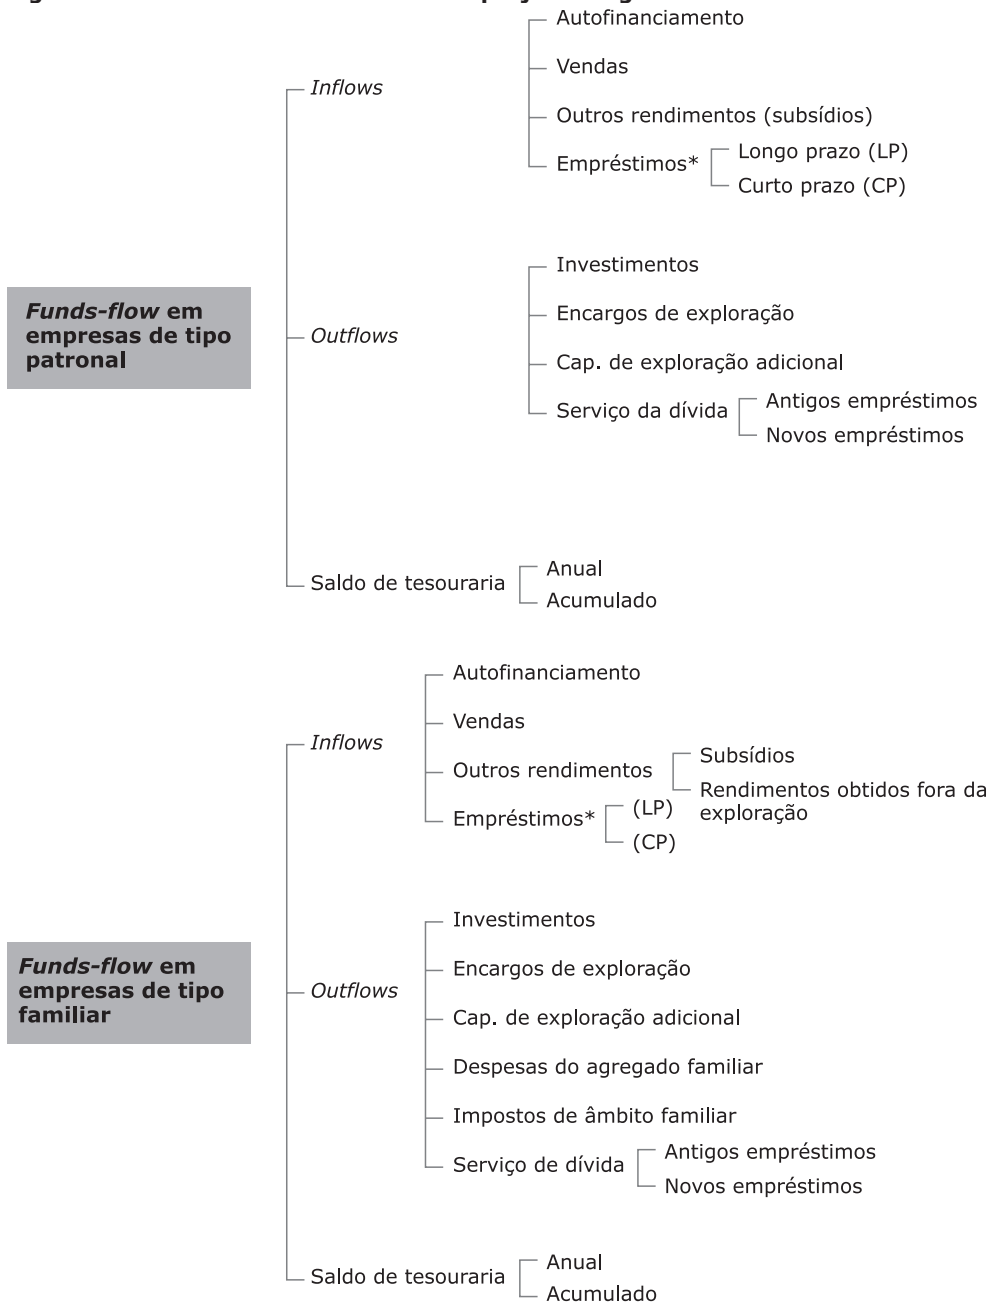 Autofinanciamento
Vendas
Inflows
Outros rendimentos (subsídios)
Empréstimos*
Longo prazo (LP)
Curto prazo (CP)
Funds-flow em
empresas de tipo
patronal
Investimentos
Encargos de exploração
Outflows
Cap. de exploração adicional
Serviço da dívida
Antigos empréstimos
Novos empréstimos
Saldo de tesouraria
Anual
Acumulado
Autofinanciamento
Vendas
Inflows
Outros rendimentos
Subsídios
Rendimentos obtidos fora da
exploração
Empréstimos*
(LP)
(CP)
Funds-flow em
empresas de tipo
familiar
Investimentos
Encargos de exploração
Outflows
Cap. de exploração adicional
Despesas do agregado familiar
Impostos de âmbito familiar
Serviço de dívida
Antigos empréstimos
Novos empréstimos
Saldo de tesouraria
Anual
Acumulado